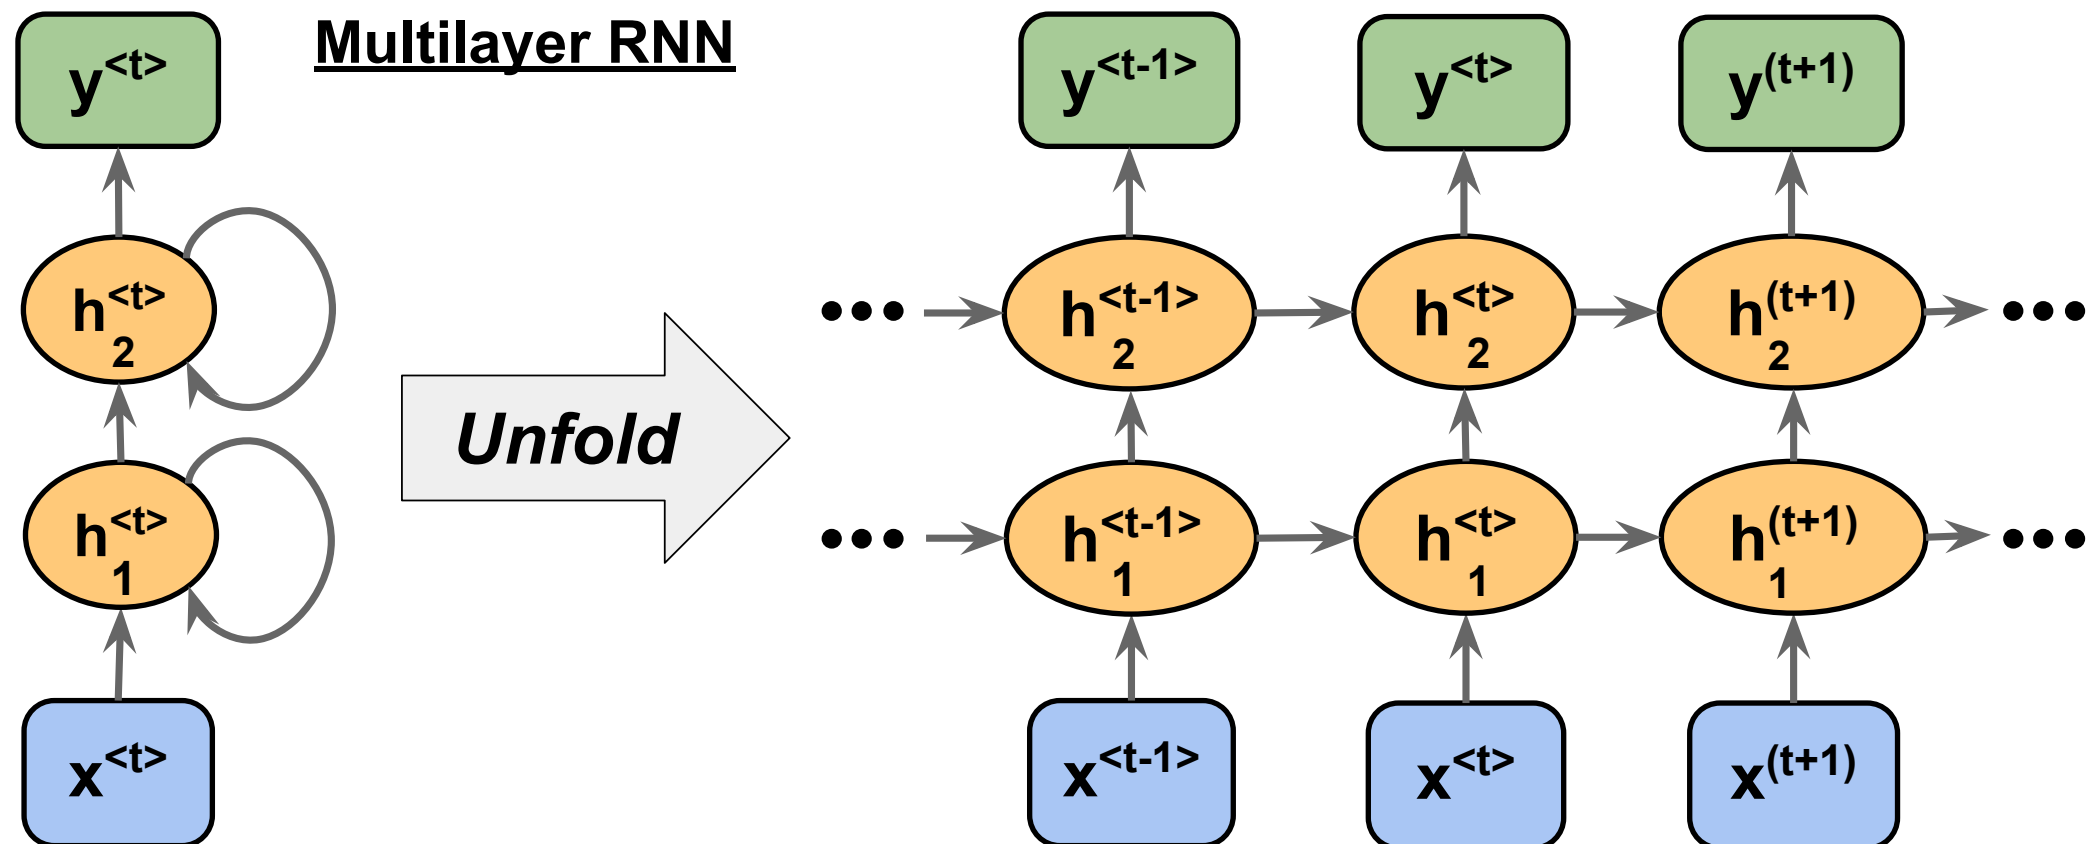 Multilayer RNN
y<t>
h<t>2
h<t>1
x<t>
Unfold
y<t-1> y<t> y(t+1)
••• h<t-1>2 h<t>2 h(t+1)2 •••
••• h<t-1>1 h<t>1 h(t+1)1 •••
x<t-1> x<t> x(t+1)